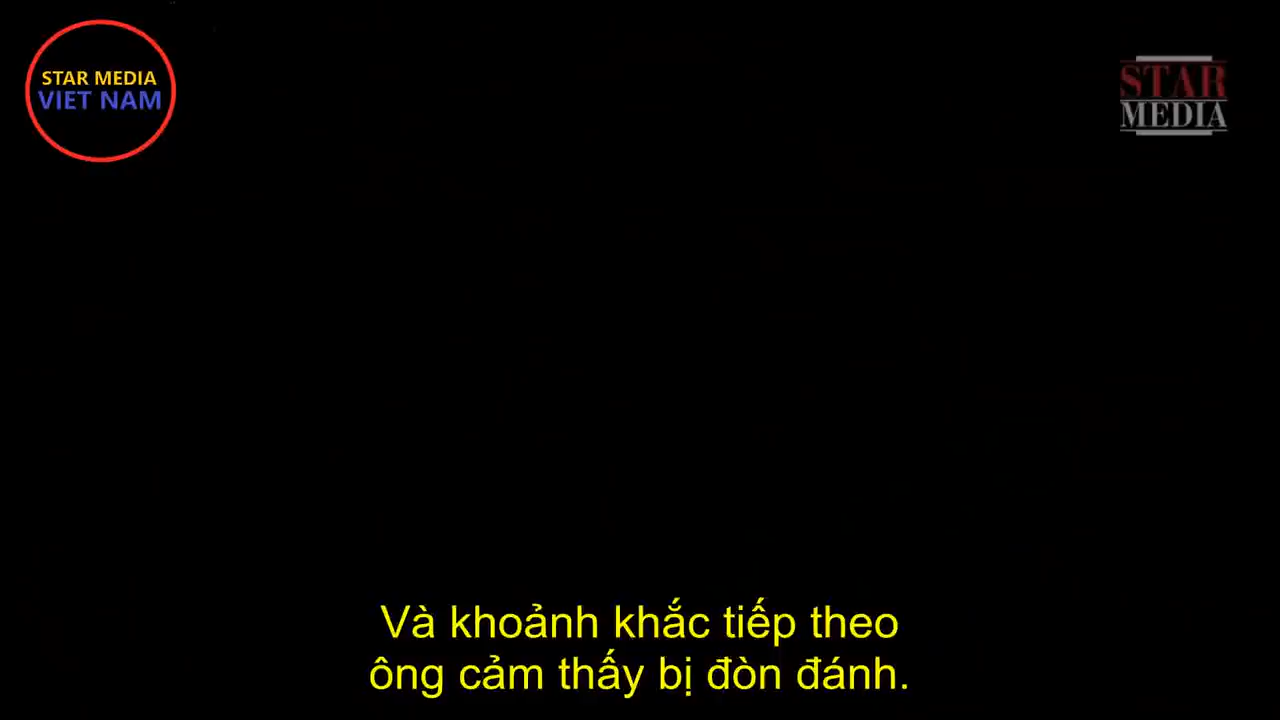 STAR MEDIA
VIET NAM
STAR
MEDIA
Và khoảnh khắc tiếp theo
ông cảm thấy bị đòn đánh.